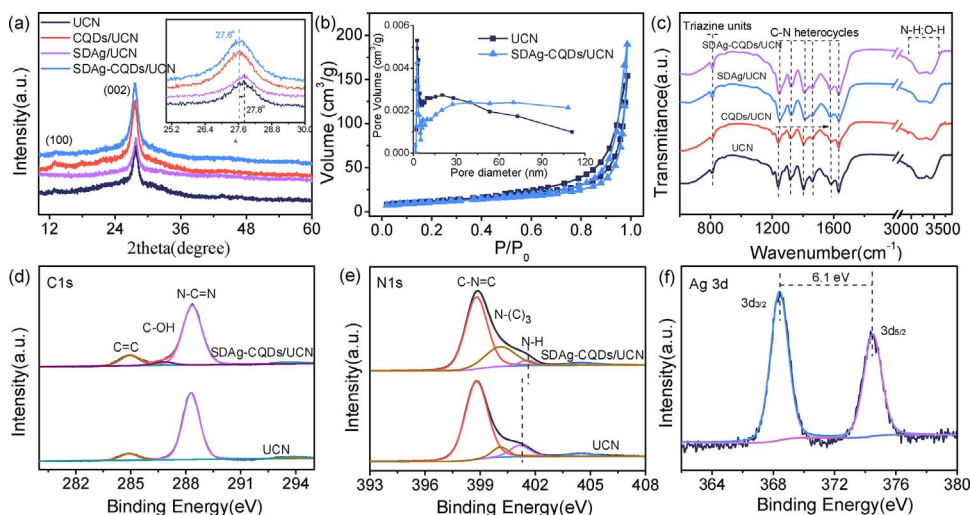 (a)
UCN
CQDs/UCN
SDAg/UCN
SDAg-CQDs/UCN
27.6°
27.8°
25.2 26.4 27.6 28.8 30.0
*
(002)
(100)
Intensity(a.u.)
10 24 36 48 60
2theta(degree)
(b)
UCN
SDAg-CQDs/UCN
0.006
0.004
0.002
0.000
Pore Volume (cm³/g)
0 30 60 90 120
Pore diameter (nm)
200
150
100
50
0
Volume (cm³/g)
0.0 0.2 0.4 0.6 0.8 1.0
P/P₀
(c)
Triazine units
C-N heterocycles
N-H;O-H
SDAg-CQDs/UCN
SDAg/UCN
CQDs/UCN
UCN
Transmitance(a.u.)
800 1200 1600 3000 3500
Wavenumber(cm⁻¹)
(d)
C1s
N-C=N
C-OH
C=C
SDAg-CQDs/UCN
UCN
Intensity(a.u.)
282 285 288 291 294
Binding Energy(eV)
(e)
N1s
C-N=C
N-(C)₃
N-H
SDAg-CQDs/UCN
UCN
Intensity(a.u.)
393 396 399 402 405 408
Binding Energy(eV)
(f)
Ag 3d
6.1 eV
3d₃/₂
3d₅/₂
Intensity(a.u.)
364 368 372 376 380
Binding Energy(eV)